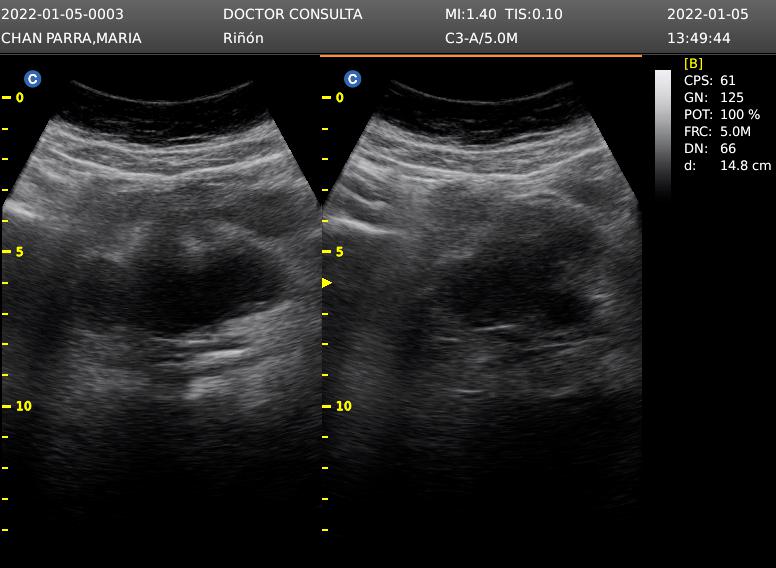 2022-01-05-0003 DOCTOR CONSULTA MI:1.40 TIS:0.10 2022-01-05
CHAN PARRA,MARIA Riñón C3-A/5.0M 13:49:44
[B]
CPS: 61
GN: 125
POT: 100 %
FRC: 5.0M
DN: 66
d: 14.8 cm
C C
0 0
5 5
10 10